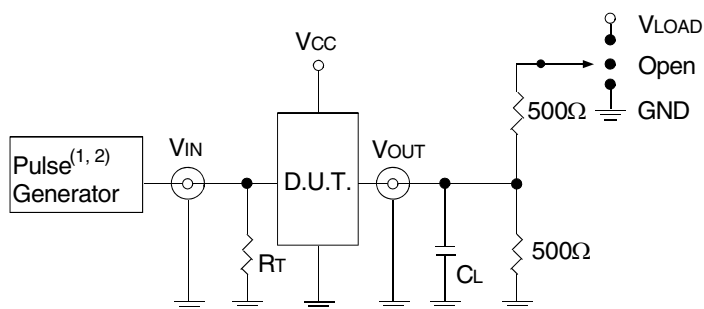 VLOAD
VCC
Open
500Ω
GND
Pulse(1, 2)
Generator
VIN
D.U.T.
VOUT
RT
CL
500Ω